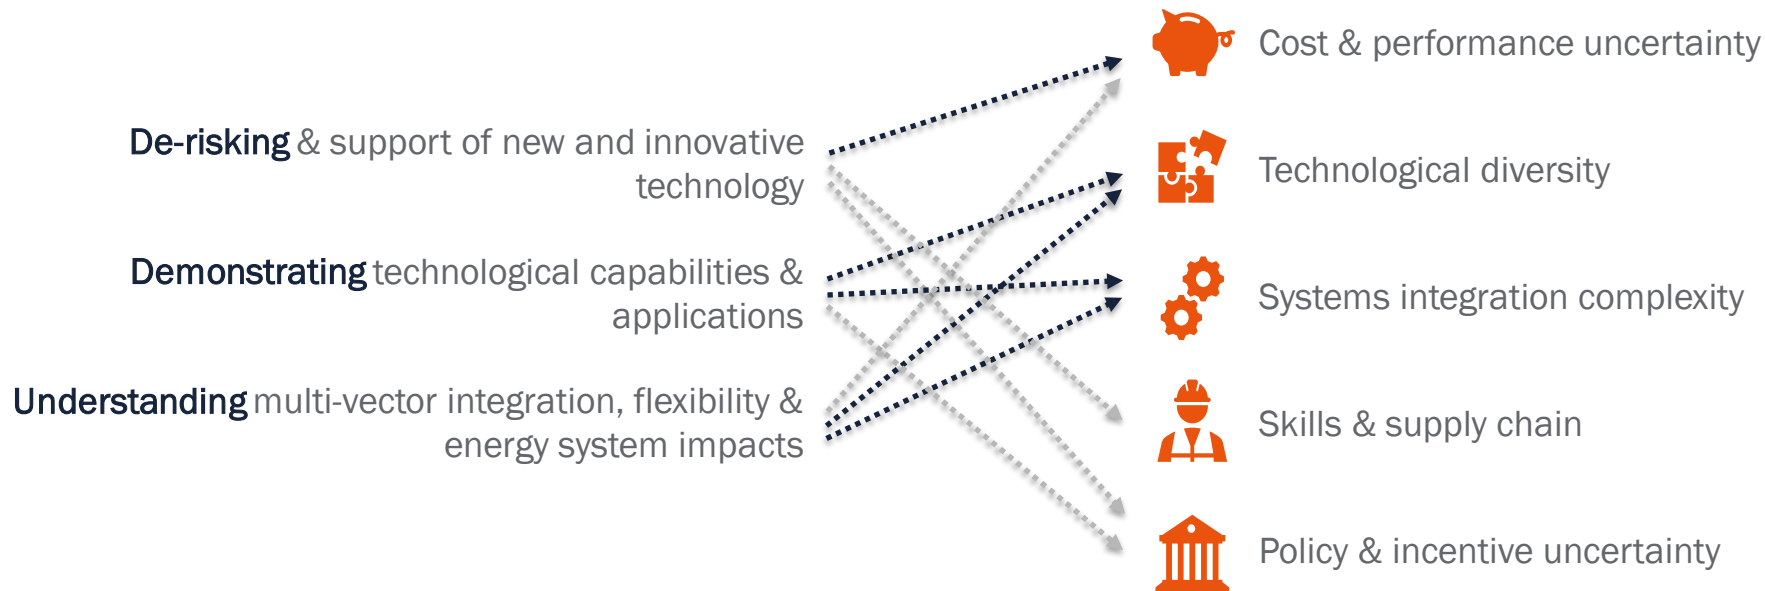 De-risking & support of new and innovative
technology
Demonstrating technological capabilities &
applications
Understanding multi-vector integration, flexibility &
energy system impacts
Cost & performance uncertainty
Technological diversity
Systems integration complexity
Skills & supply chain
Policy & incentive uncertainty